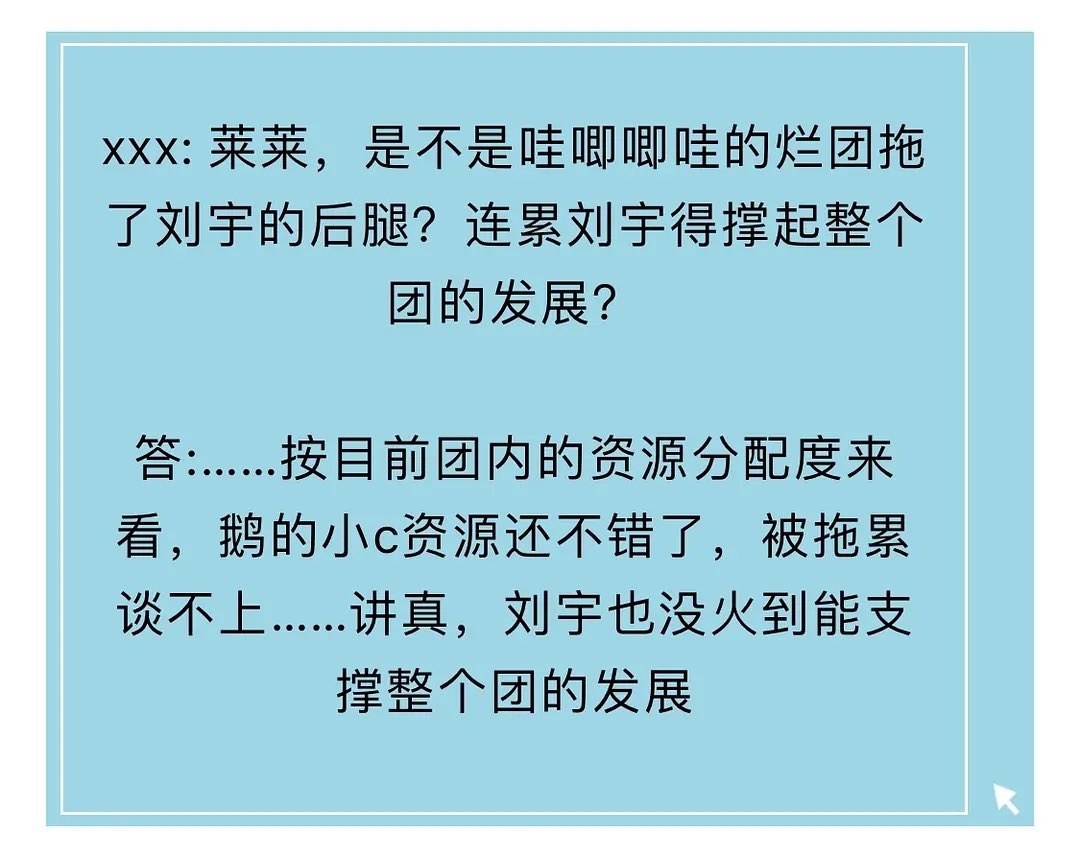 xxx: 莱莱，是不是哇唧唧哇的烂团拖
了刘宇的后腿？连累刘宇得撑起整个
团的发展？
答:……按目前团内的资源分配度来
看，鹅的小c资源还不错了，被拖累
谈不上……讲真，刘宇也没火到能支
撑整个团的发展